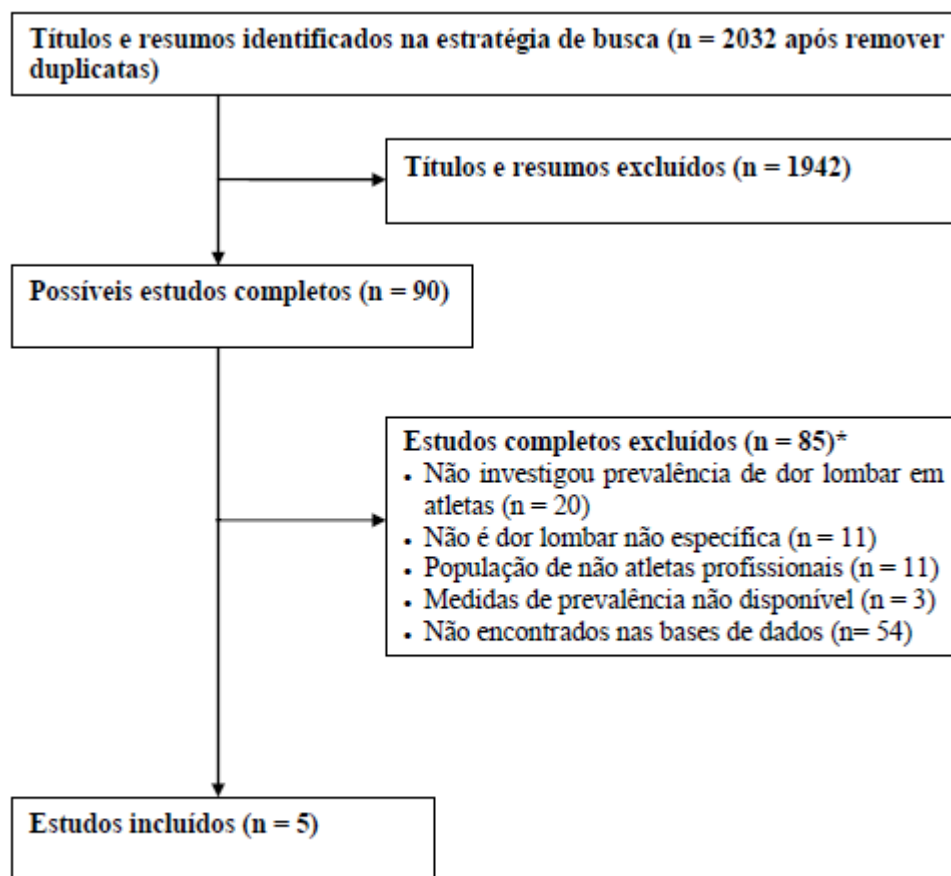 Títulos e resumos identificados na estratégia de busca (n = 2032 após remover
duplicatas)
Títulos e resumos excluídos (n = 1942)
Possíveis estudos completos (n = 90)
Estudos completos excluídos (n = 85)*
• Não investigou prevalência de dor lombar em
atletas (n = 20)
• Não é dor lombar não específica (n = 11)
• População de não atletas profissionais (n = 11)
• Medidas de prevalência não disponível (n = 3)
• Não encontrados nas bases de dados (n= 54)
Estudos incluídos (n = 5)